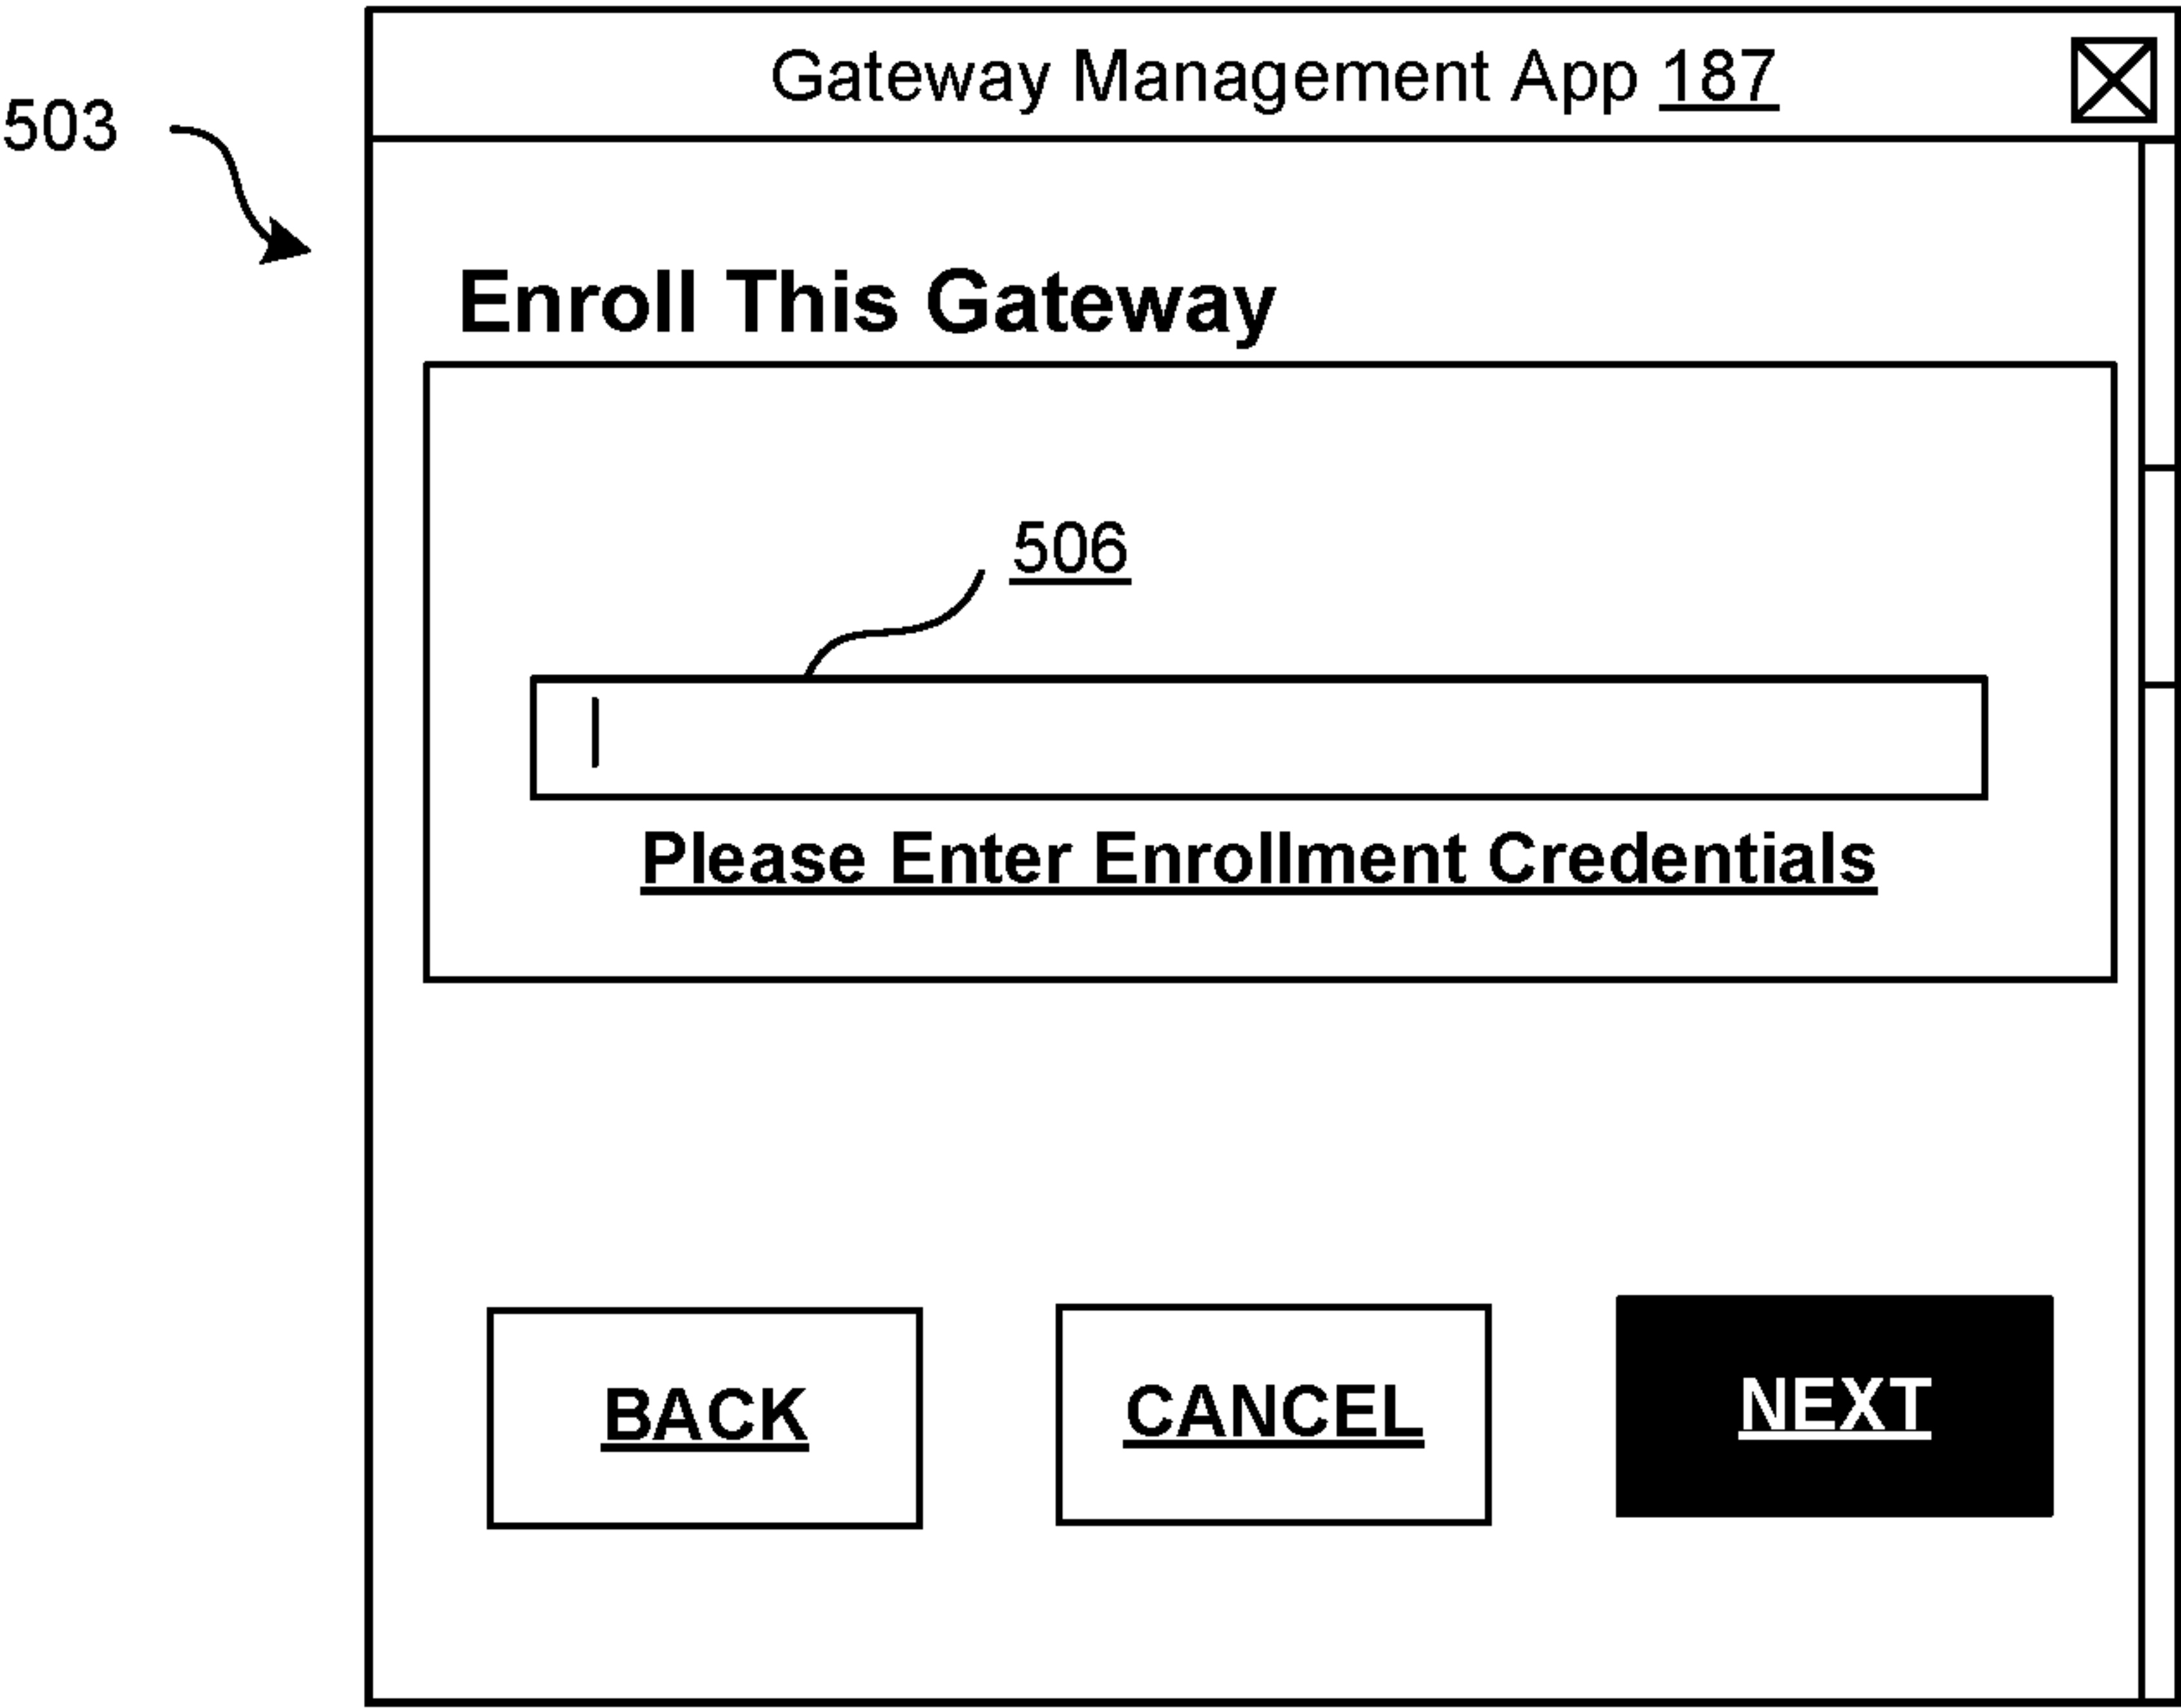 Gateway Management App 187
503
Enroll This Gateway
506
Please Enter Enrollment Credentials
BACK
CANCEL
NEXT